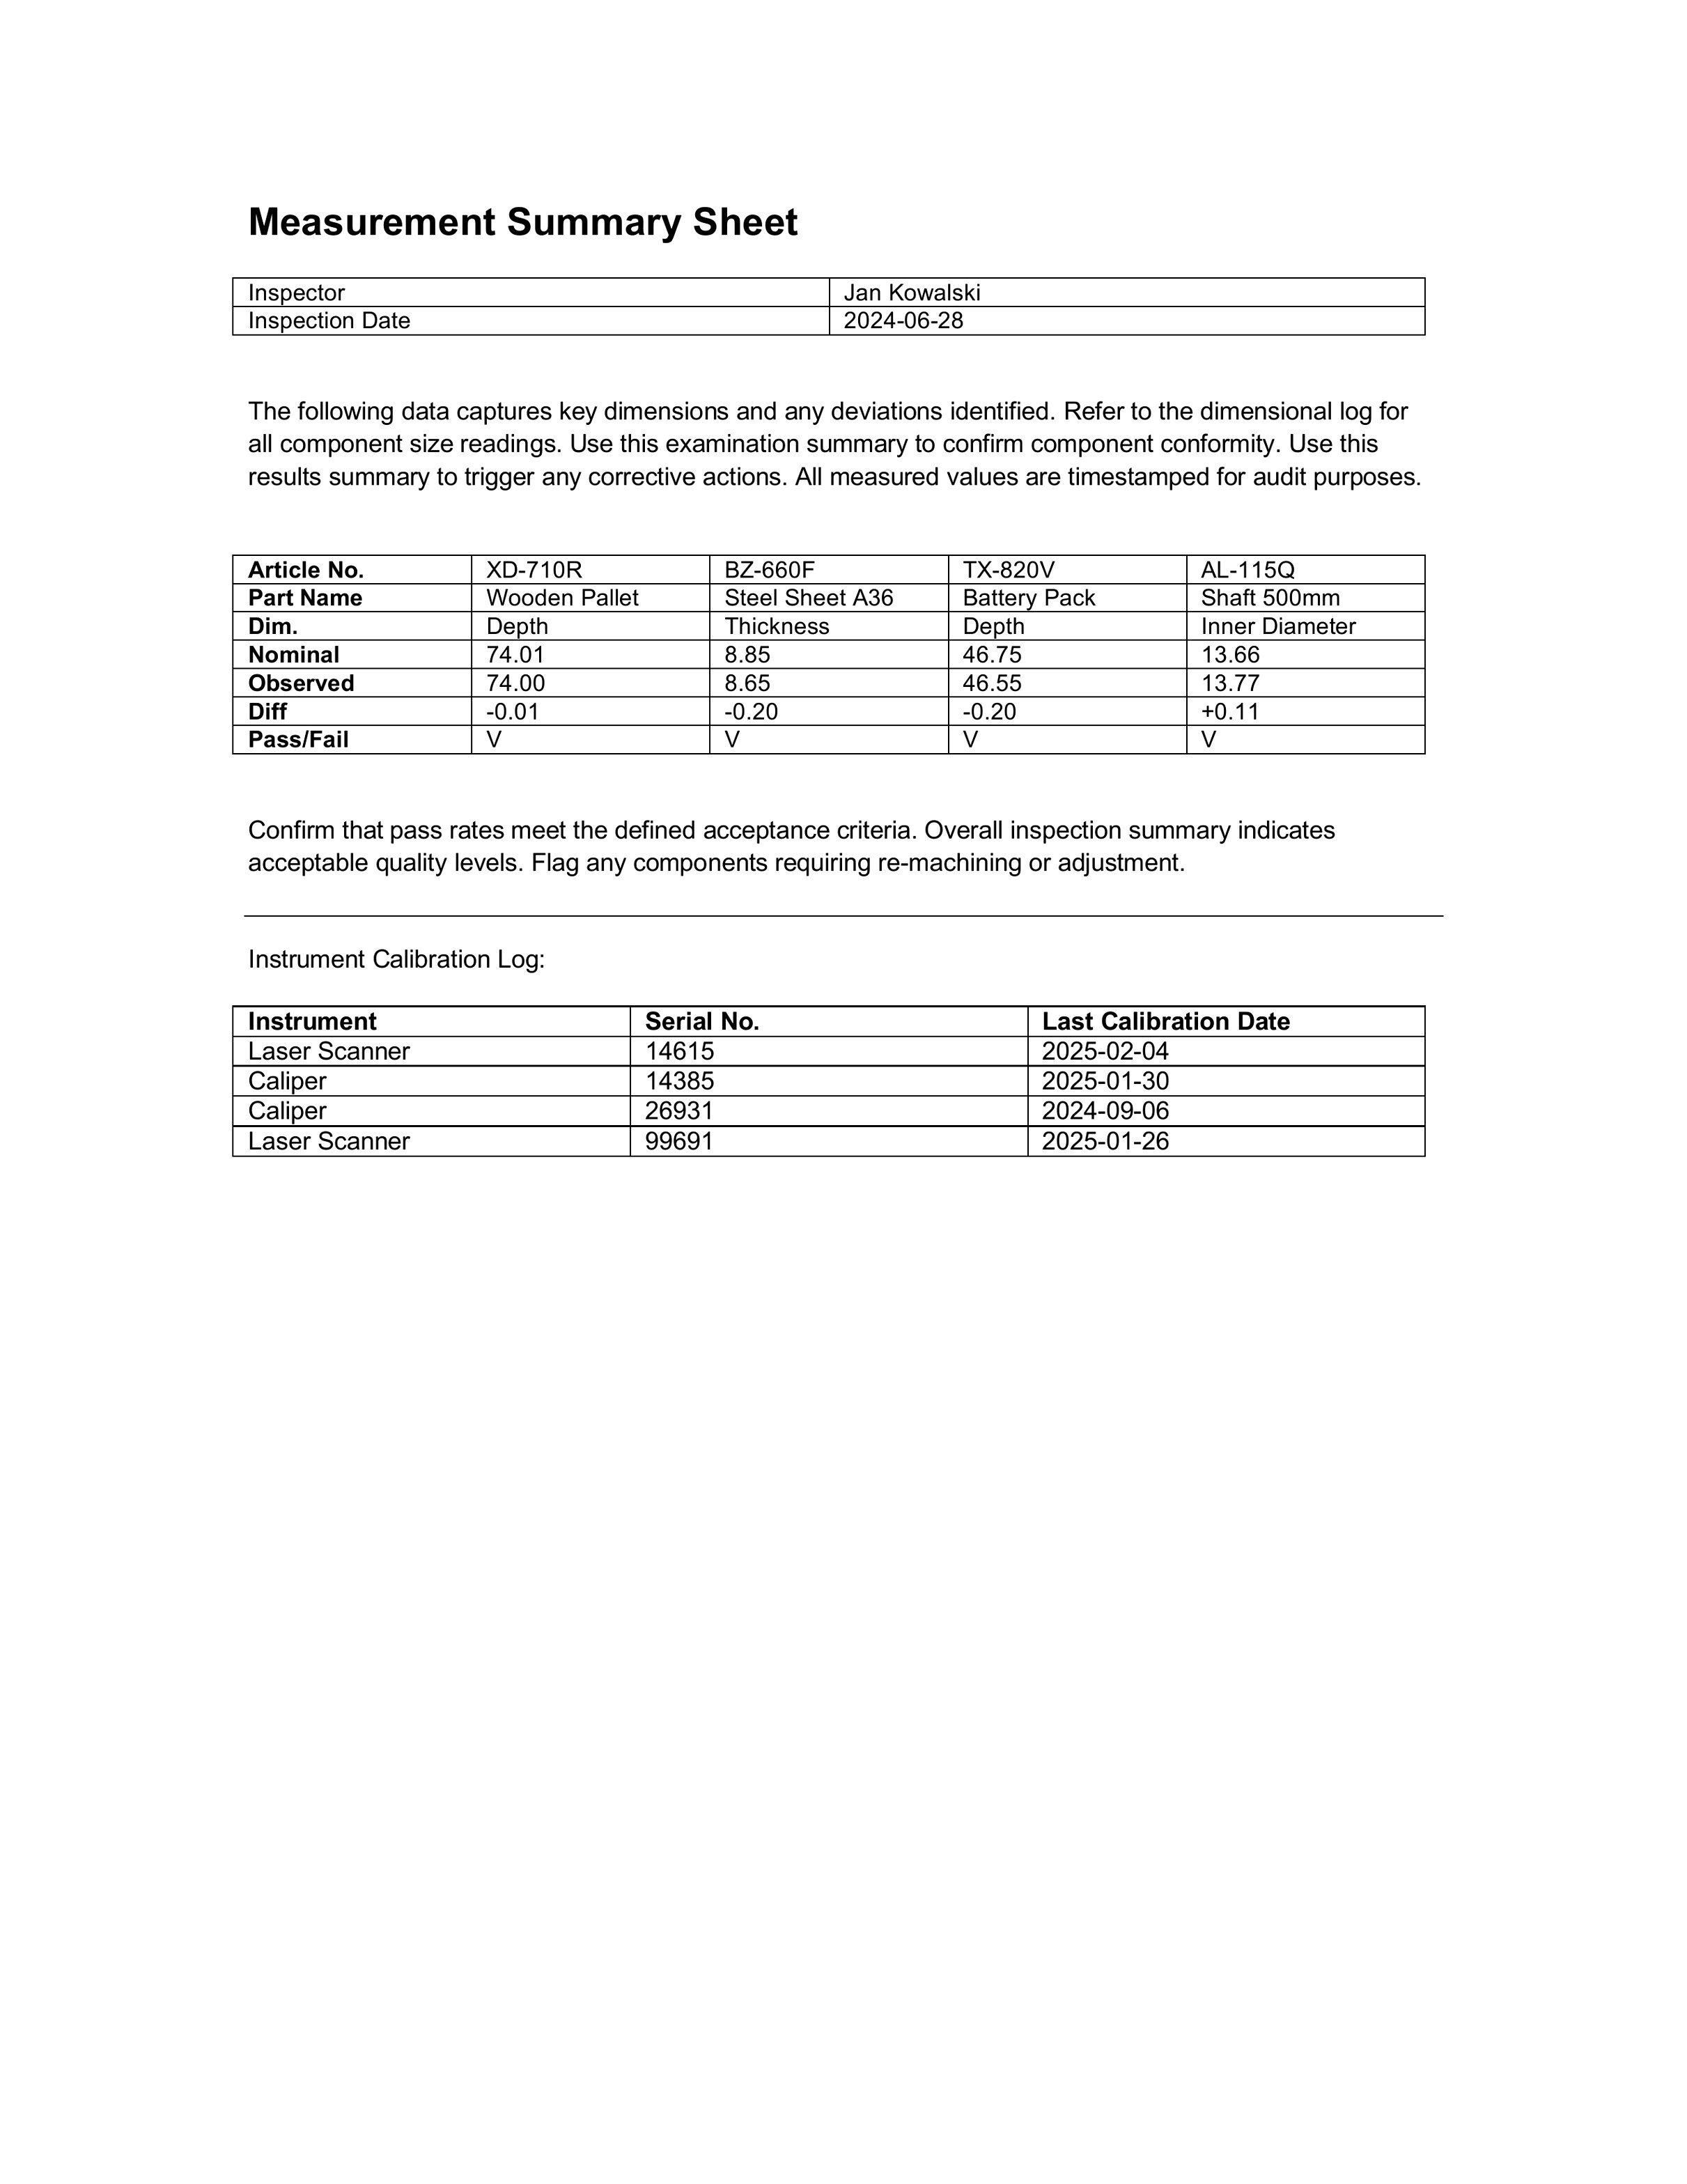 Measurement Summary Sheet
Inspector Jan Kowalski
Inspection Date 2024-06-28
The following data captures key dimensions and any deviations identified. Refer to the dimensional log for
all component size readings. Use this examination summary to confirm component conformity. Use this
results summary to trigger any corrective actions. All measured values are timestamped for audit purposes.
Article No. XD-710R BZ-660F TX-820V AL-115Q
Part Name Wooden Pallet Steel Sheet A36 Battery Pack Shaft 500mm
Dim. Depth Thickness Depth Inner Diameter
Nominal 74.01 8.85 46.75 13.66
Observed 74.00 8.65 46.55 13.77
Diff -0.01 -0.20 -0.20 +0.11
Pass/Fail V V V V
Confirm that pass rates meet the defined acceptance criteria. Overall inspection summary indicates
acceptable quality levels. Flag any components requiring re-machining or adjustment.
Instrument Calibration Log:
Instrument Serial No. Last Calibration Date
Laser Scanner 14615 2025-02-04
Caliper 14385 2025-01-30
Caliper 26931 2024-09-06
Laser Scanner 99691 2025-01-26